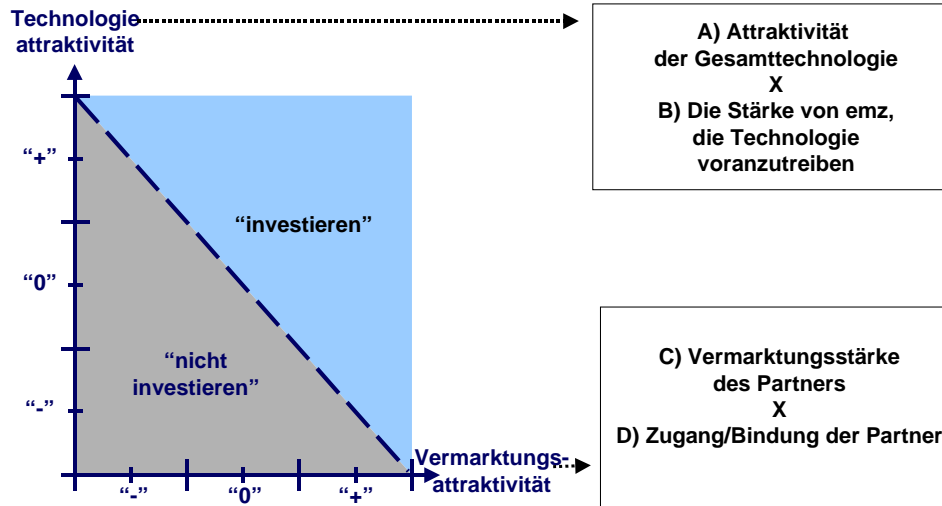 Technologie
attraktivität
“+”
“0”
“-”
“investieren”
“nicht
investieren”
“-”
“0”
“+”
Vermarktungs-
attraktivität
A) Attraktivität
der Gesamttechnologie
X
B) Die Stärke von emz,
die Technologie
voranzutreiben
C) Vermarktungsstärke
des Partners
X
D) Zugang/Bindung der Partner